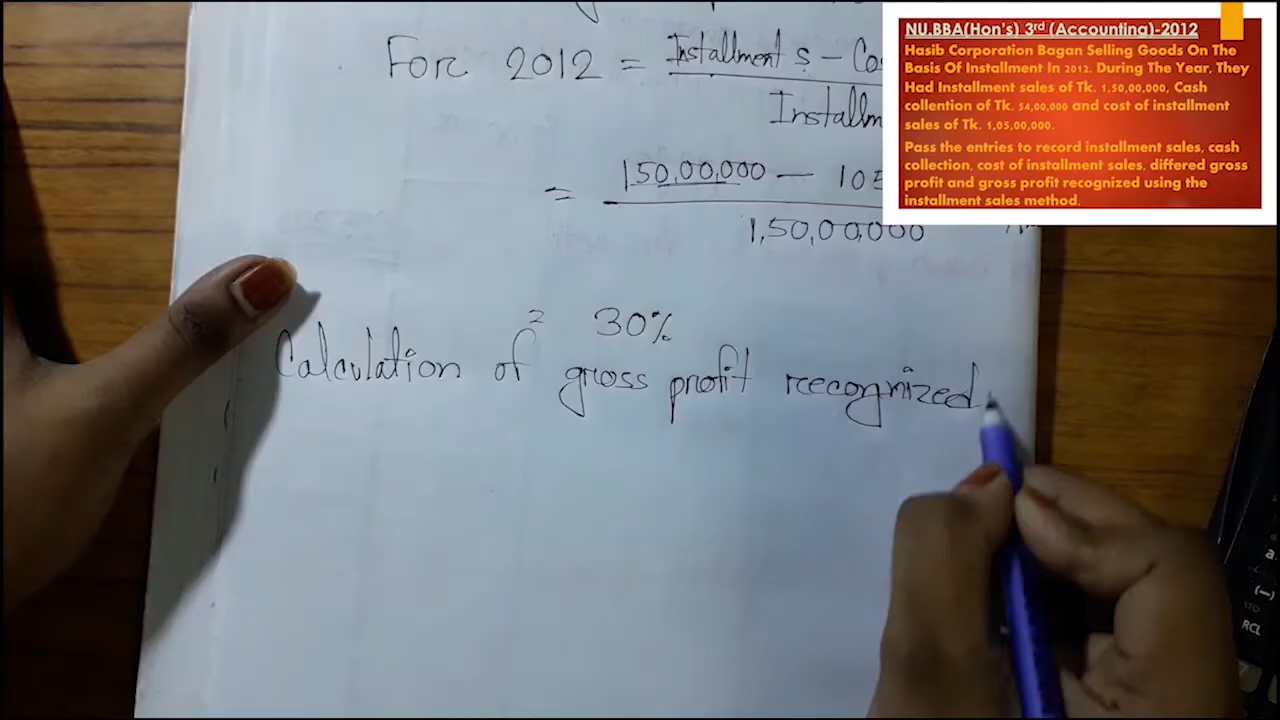 NU.BBA(Hon's) 3rd (Accounting)-2012
Hasib Corporation Bagan Selling Goods On The
Basis Of Installment In 2012. During The Year, They
Had Installment sales of Tk. 1,50,00,000, Cash
collention of Tk. 54,00,000 and cost of installment
sales of Tk. 1,05,00,000.
Pass the entries to record installment sales, cash
collection, cost of installment sales, differed gross
profit and gross profit recognized using the
installment sales method.
For 2012 = Installment s - Co
Installm
= 150,00,000 - 105
1,50,00,000
= 30%
Calculation of gross profit recognized
RCL
STO
(-)
a